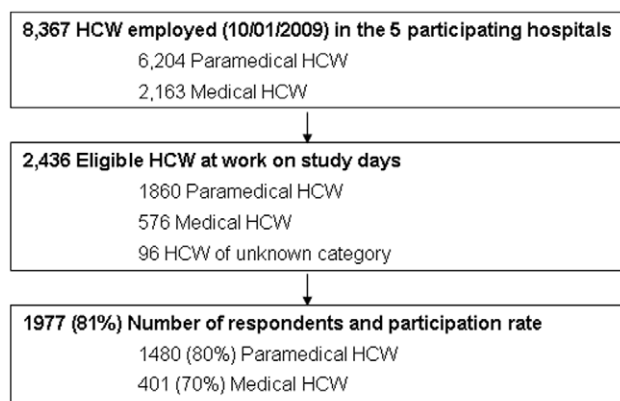 8,367 HCW employed (10/01/2009) in the 5 participating hospitals
6,204 Paramedical HCW
2,163 Medical HCW
2,436 Eligible HCW at work on study days
1860 Paramedical HCW
576 Medical HCW
96 HCW of unknown category
1977 (81%) Number of respondents and participation rate
1480 (80%) Paramedical HCW
401 (70%) Medical HCW